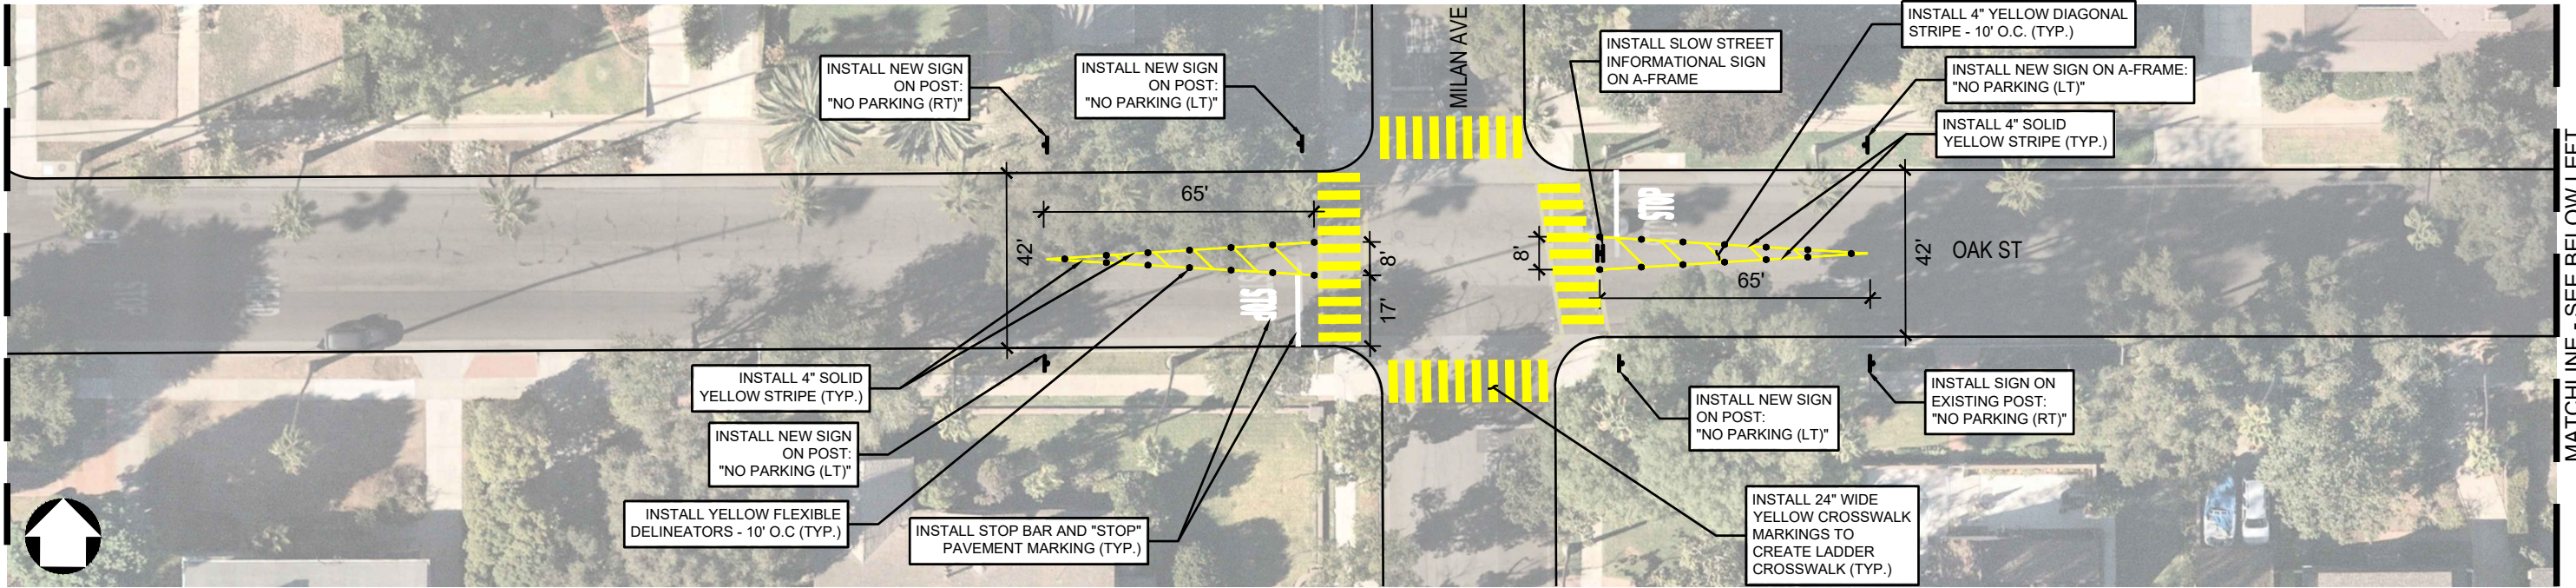 INSTALL NEW SIGN
ON POST:
"NO PARKING (RT)"
INSTALL NEW SIGN
ON POST:
"NO PARKING (LT)"
MILAN AVE
INSTALL SLOW STREET
INFORMATIONAL SIGN
ON A-FRAME
INSTALL 4" YELLOW DIAGONAL
STRIPE - 10' O.C. (TYP.)
INSTALL NEW SIGN ON A-FRAME:
"NO PARKING (LT)"
INSTALL 4" SOLID
YELLOW STRIPE (TYP.)
65'
42'
8'
17'
STOP
8'
STOP
65'
42'
OAK ST
MATCHLINE - SEE BELOW LEFT
INSTALL 4" SOLID
YELLOW STRIPE (TYP.)
INSTALL NEW SIGN
ON POST:
"NO PARKING (LT)"
INSTALL YELLOW FLEXIBLE
DELINEATORS - 10' O.C (TYP.)
INSTALL STOP BAR AND "STOP"
PAVEMENT MARKING (TYP.)
INSTALL NEW SIGN
ON POST:
"NO PARKING (LT)"
INSTALL SIGN ON
EXISTING POST:
"NO PARKING (RT)"
INSTALL 24" WIDE
YELLOW CROSSWALK
MARKINGS TO
CREATE LADDER
CROSSWALK (TYP.)